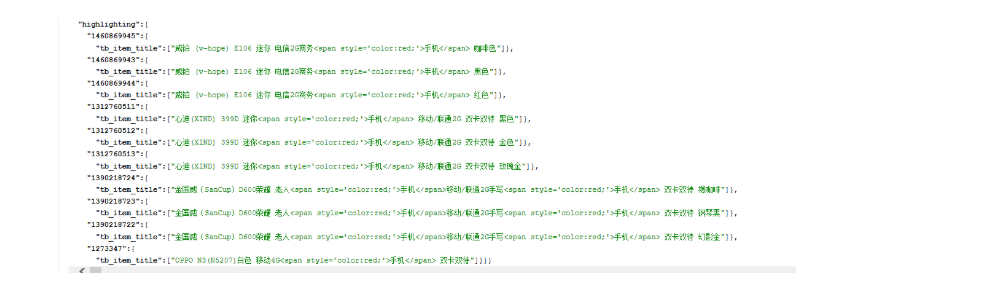 "highlighting":{
"1460869945":{
"tb_item_title":["威铂 (v-hope) E106 迷你 电信2G商务<span style='color:red;'>手机</span> 咖啡色"]},
"1460869943":{
"tb_item_title":["威铂 (v-hope) E106 迷你 电信2G商务<span style='color:red;'>手机</span> 黑色"]},
"1460869944":{
"tb_item_title":["威铂 (v-hope) E106 迷你 电信2G商务<span style='color:red;'>手机</span> 红色"]},
"1312760511":{
"tb_item_title":["心迪(XIND) 399D 迷你<span style='color:red;'>手机</span> 移动/联通2G 双卡双待 黑色"]},
"1312760512":{
"tb_item_title":["心迪(XIND) 399D 迷你<span style='color:red;'>手机</span> 移动/联通2G 双卡双待 金色"]},
"1312760513":{
"tb_item_title":["心迪(XIND) 399D 迷你<span style='color:red;'>手机</span> 移动/联通2G 双卡双待 玫瑰金"]},
"1390218724":{
"tb_item_title":["金国威 (SanCup) D600荣耀 老人<span style='color:red;'>手机</span>移动/联通2G手写<span style='color:red;'>手机</span> 双卡双待 咖啡"]},
"1390218723":{
"tb_item_title":["金国威 (SanCup) D600荣耀 老人<span style='color:red;'>手机</span>移动/联通2G手写<span style='color:red;'>手机</span> 双卡双待 钢琴黑"]},
"1390218722":{
"tb_item_title":["金国威 (SanCup) D600荣耀 老人<span style='color:red;'>手机</span>移动/联通2G手写<span style='color:red;'>手机</span> 双卡双待 幻影金"]},
"1273347":{
"tb_item_title":["OPPO N3(N5207)白色 移动4G<span style='color:red;'>手机</span> 双卡双待"]}}}